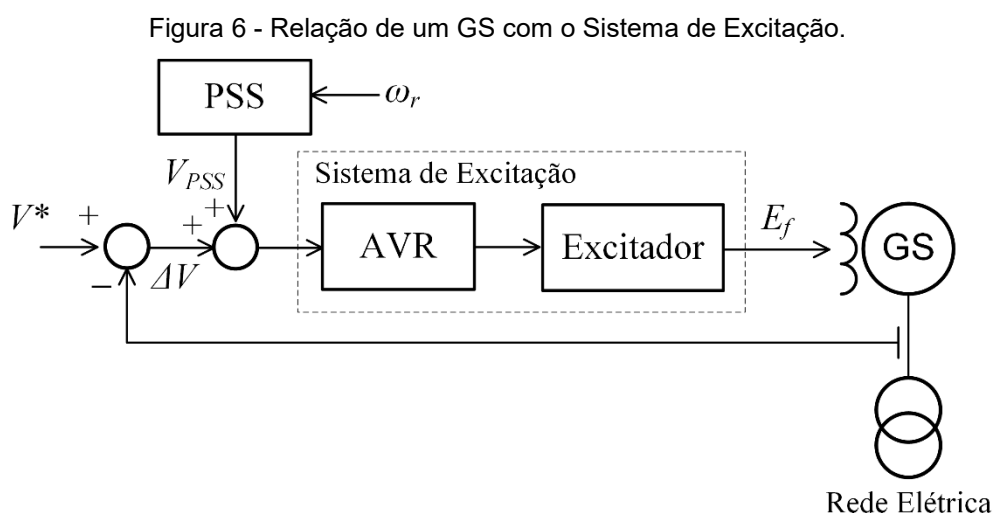 Figura 6 - Relação de um GS com o Sistema de Excitação.
PSS
ω_r
V_PSS
Sistema de Excitação
V*
+
+
+
−
ΔV
AVR
Excitador
E_f
GS
Rede Elétrica